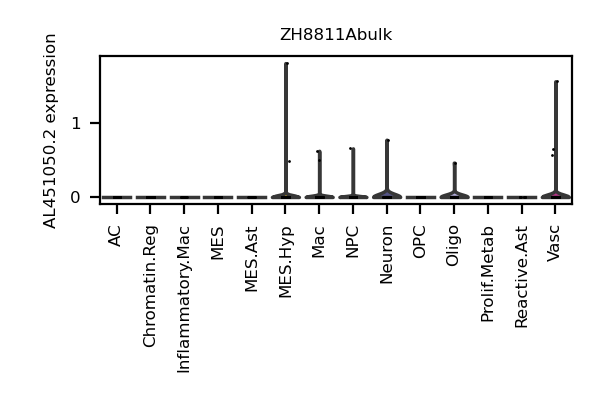 ZH8811Abulk
AL451050.2 expression
1
0
AC
Chromatin.Reg
Inflammatory.Mac
MES
MES.Ast
MES.Hyp
Mac
NPC
Neuron
OPC
Oligo
Prolif.Metab
Reactive.Ast
Vasc